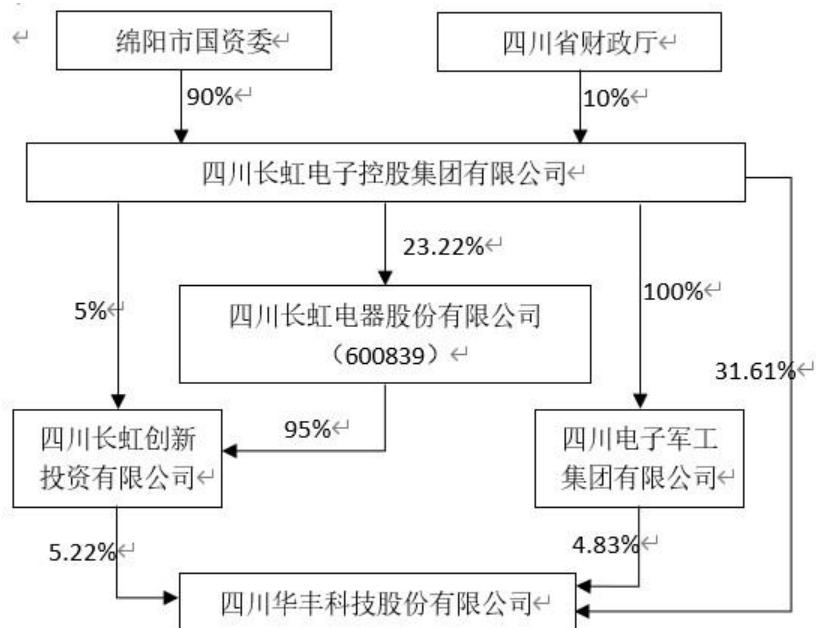 绵阳市国资委
四川省财政厅
90%
10%
四川长虹电子控股集团有限公司
23.22%
5%
100%
四川长虹电器股份有限公司
（600839）
31.61%
四川长虹创新
投资有限公司
95%
四川电子军工
集团有限公司
5.22%
4.83%
四川华丰科技股份有限公司